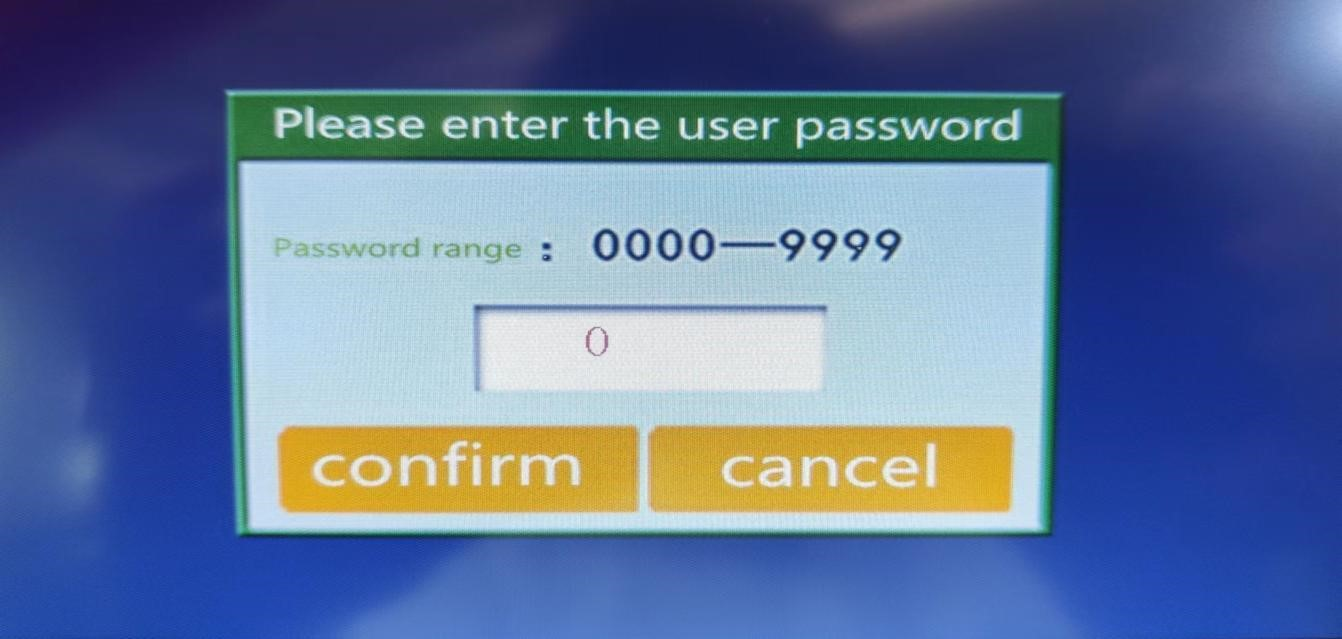 Please enter the user password
Password range : 0000—9999
0
confirm cancel